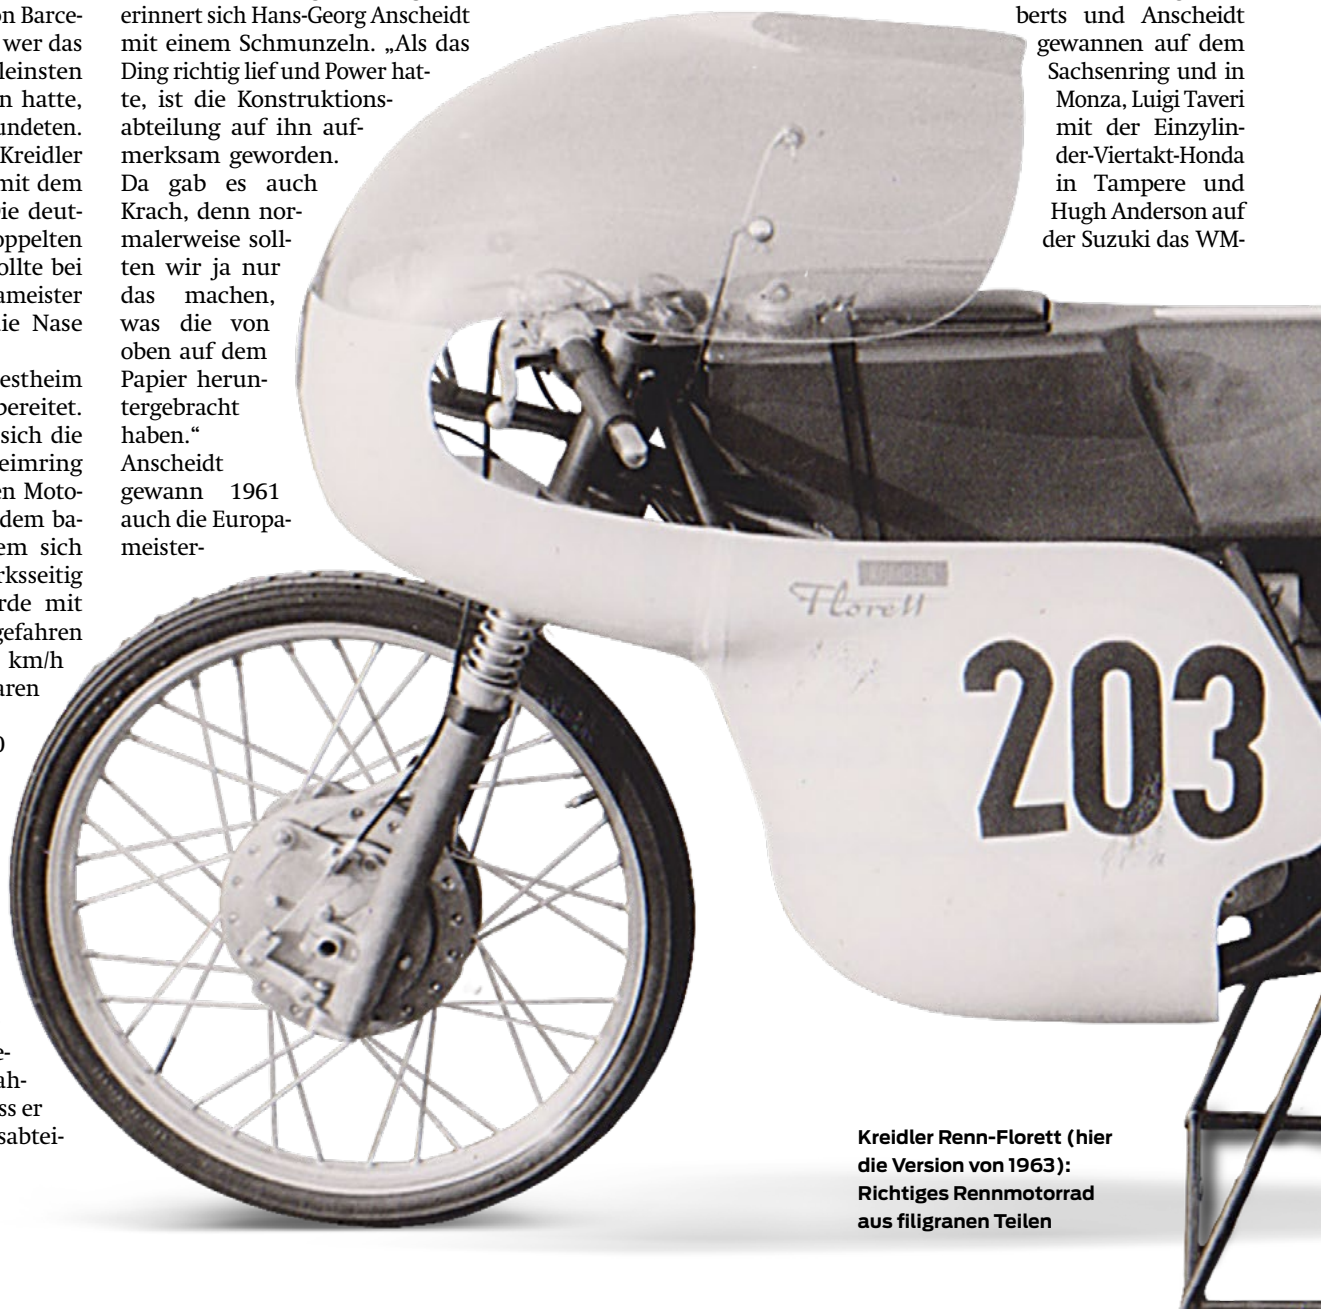 on Barce-
wer das
leinsten
n hatte,
undeten.
Kreidler
mit dem
Die deut-
oppelten
ollte bei
ameister
die Nase
estheim
bereitet.
sich die
eimring
en Moto-
dem ba-
em sich
rksseitig
rde mit
gefahren
km/h
aren
0
e-
ah-
ss er
sabtei-
erinnert sich Hans-Georg Anscheidt
mit einem Schmunzeln. „Als das
Ding richtig lief und Power hat-
te, ist die Konstruktions-
abteilung auf ihn auf-
merksam geworden.
Da gab es auch
Krach, denn nor-
malerweise soll-
ten wir ja nur
das machen,
was die von
oben auf dem
Papier herun-
tergebracht
haben.“
Anscheidt
gewann 1961
auch die Europa-
meister-
berts und Anscheidt
gewannen auf dem
Sachsenring und in
Monza, Luigi Taveri
mit der Einzylin-
der-Viertakt-Honda
in Tampere und
Hugh Anderson auf
der Suzuki das WM-
Florett
203
Kreidler Renn-Florett (hier
die Version von 1963):
Richtiges Rennmotorrad
aus filigranen Teilen